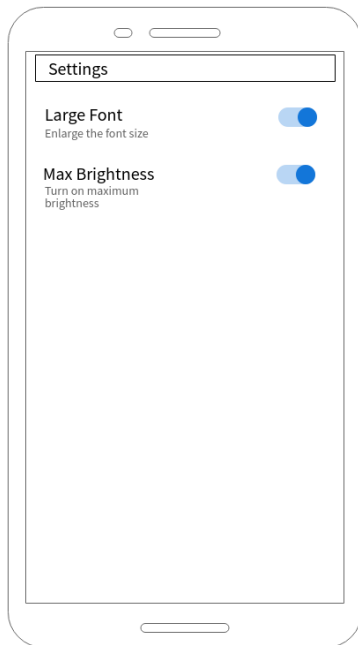 Settings
Large Font
Enlarge the font size
Max Brightness
Turn on maximum
brightness